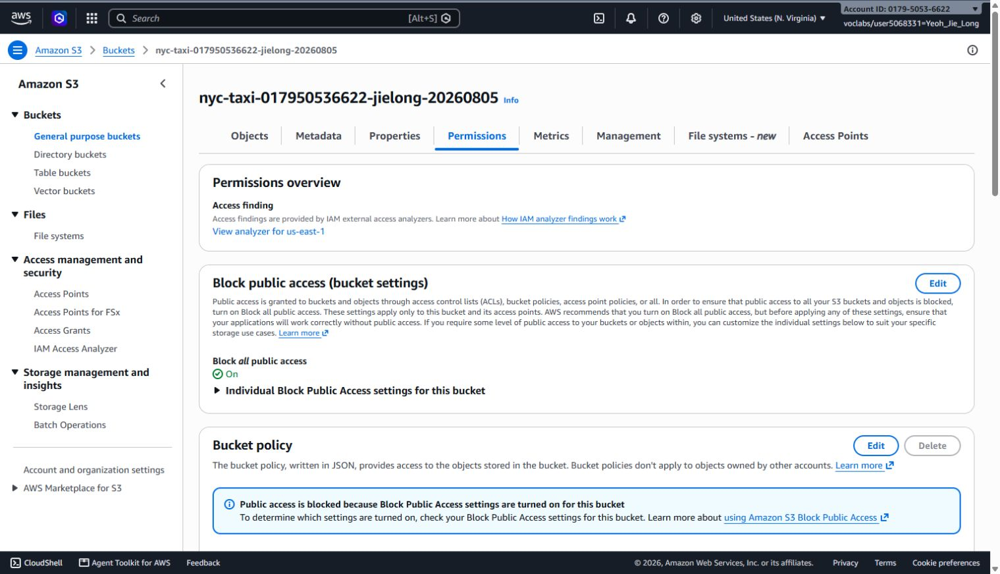 aws
Search
[Alt+S]
United States (N. Virginia)
Account ID: 0179-5053-6622
voclabs/user5068331=Yeoh_Jie_Long
Amazon S3
Buckets
nyc-taxi-017950536622-jielong-20260805
Amazon S3
Buckets
General purpose buckets
Directory buckets
Table buckets
Vector buckets
Files
File systems
Access management and
security
Access Points
Access Points for FSx
Access Grants
IAM Access Analyzer
Storage management and
insights
Storage Lens
Batch Operations
Account and organization settings
AWS Marketplace for S3
nyc-taxi-017950536622-jielong-20260805 Info
Objects
Metadata
Properties
Permissions
Metrics
Management
File systems - new
Access Points
Permissions overview
Access finding
Access findings are provided by IAM external access analyzers. Learn more about How IAM analyzer findings work
View analyzer for us-east-1
Block public access (bucket settings)
Edit
Public access is granted to buckets and objects through access control lists (ACLs), bucket policies, access point policies, or all. In order to ensure that public access to all your S3 buckets and objects is blocked,
turn on Block all public access. These settings apply only to this bucket and its access points. AWS recommends that you turn on Block all public access, but before applying any of these settings, ensure that
your applications will work correctly without public access. If you require some level of public access to your buckets or objects within, you can customize the individual settings below to suit your specific
storage use cases. Learn more
Block all public access
On
Individual Block Public Access settings for this bucket
Bucket policy
Edit
Delete
The bucket policy, written in JSON, provides access to the objects stored in the bucket. Bucket policies don't apply to objects owned by other accounts. Learn more
Public access is blocked because Block Public Access settings are turned on for this bucket
To determine which settings are turned on, check your Block Public Access settings for this bucket. Learn more about using Amazon S3 Block Public Access
CloudShell
Agent Toolkit for AWS
Feedback
© 2026, Amazon Web Services, Inc. or its affiliates.
Privacy
Terms
Cookie preferences